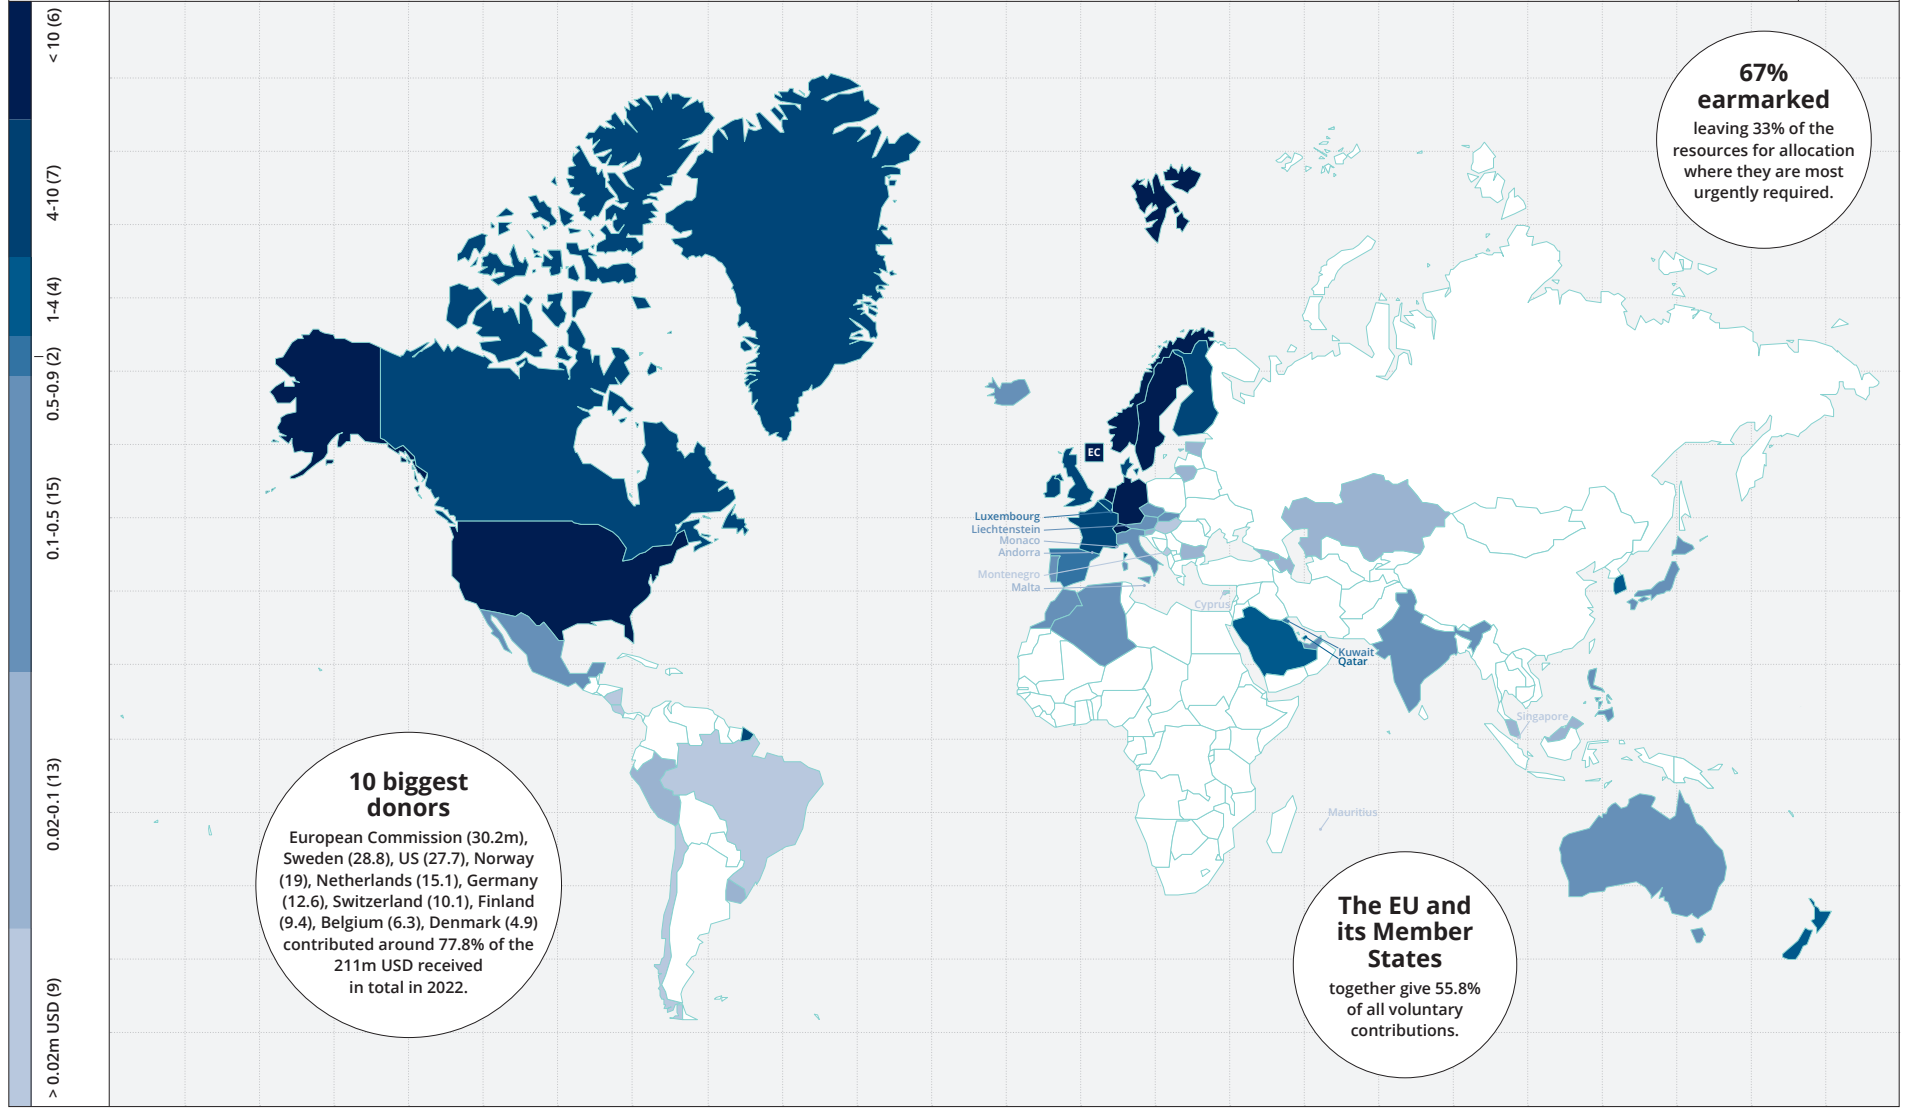 < 10 (6)
4-10 (7)
1-4 (4)
0.5-0.9 (2)
0.1-0.5 (15)
0.02-0.1 (13)
> 0.02m USD (9)
67%
earmarked
leaving 33% of the
resources for allocation
where they are most
urgently required.
EC
Luxembourg
Liechtenstein
Monaco
Andorra
Montenegro
Malta
Cyprus
Kuwait
Qatar
Singapore
Mauritius
10 biggest
donors
European Commission (30.2m),
Sweden (28.8), US (27.7), Norway
(19), Netherlands (15.1), Germany
(12.6), Switzerland (10.1), Finland
(9.4), Belgium (6.3), Denmark (4.9)
contributed around 77.8% of the
211m USD received
in total in 2022.
The EU and
its Member
States
together give 55.8%
of all voluntary
contributions.